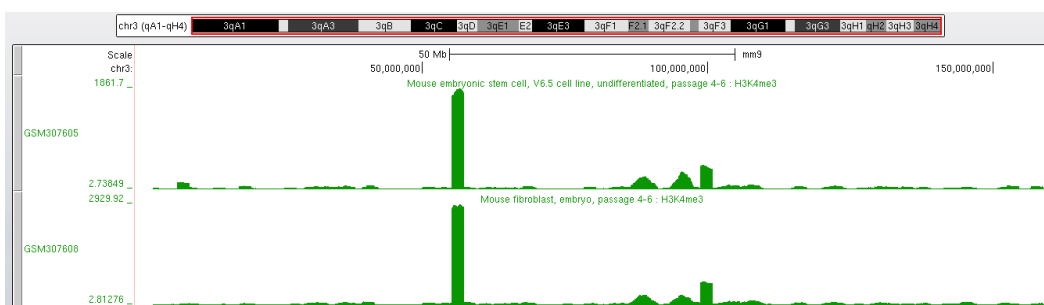 chr3 (qA1-qH4) 3qA1 3qA3 3qB 3qC 3qD 3qE1 E2 3qE3 3qF1 F2.1 3qF2.2 3qF3 3qG1 3qG3 3qH1 qH2 3qH3 3qH4
Scale 50 Mb mm9
chr3: 50,000,000 100,000,000 150,000,000
1861.7 _ Mouse embryonic stem cell, V6.5 cell line, undifferentiated, passage 4-6 : H3K4me3
GSM307605
2.73849 _
2929.92 _ Mouse fibroblast, embryo, passage 4-6 : H3K4me3
GSM307608
2.81276 _